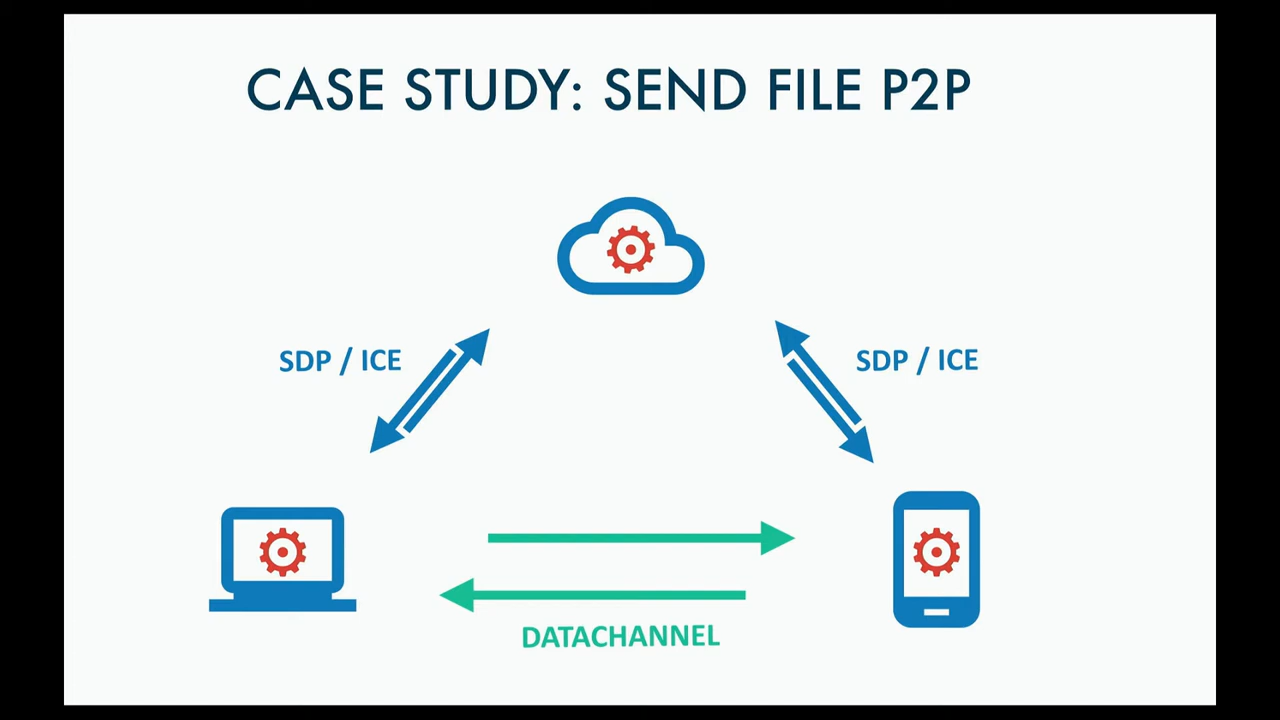 CASE STUDY: SEND FILE P2P
SDP / ICE
SDP / ICE
DATACHANNEL